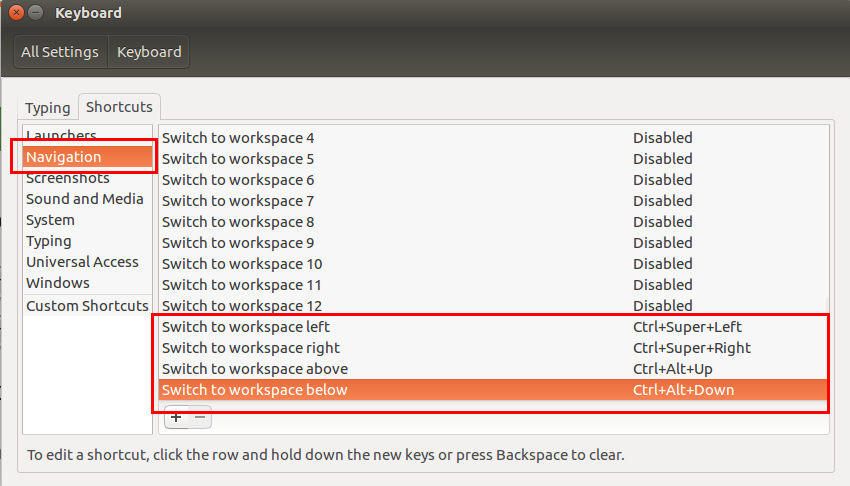 Keyboard
All Settings Keyboard
Typing Shortcuts
Launchers
Navigation
Screenshots
Sound and Media
System
Typing
Universal Access
Windows
Custom Shortcuts
Switch to workspace 4 Disabled
Switch to workspace 5 Disabled
Switch to workspace 6 Disabled
Switch to workspace 7 Disabled
Switch to workspace 8 Disabled
Switch to workspace 9 Disabled
Switch to workspace 10 Disabled
Switch to workspace 11 Disabled
Switch to workspace 12 Disabled
Switch to workspace left Ctrl+Super+Left
Switch to workspace right Ctrl+Super+Right
Switch to workspace above Ctrl+Alt+Up
Switch to workspace below Ctrl+Alt+Down
To edit a shortcut, click the row and hold down the new keys or press Backspace to clear.